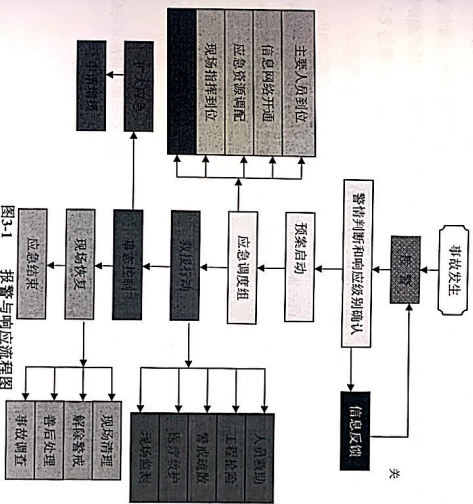 事故发生
接警
警情判断和响应级别确认
信息反馈
关
预案启动
应急调度组
主要人员到位
信息网络开通
应急资源调配
现场指挥到位
救援行动
人员救助
工程抢险
警戒疏散
医疗救护
现场监测
事态控制
扩大应急
申请增援
现场恢复
现场清理
解除警戒
善后处理
事故调查
应急结束
图3-1 报警与响应流程图